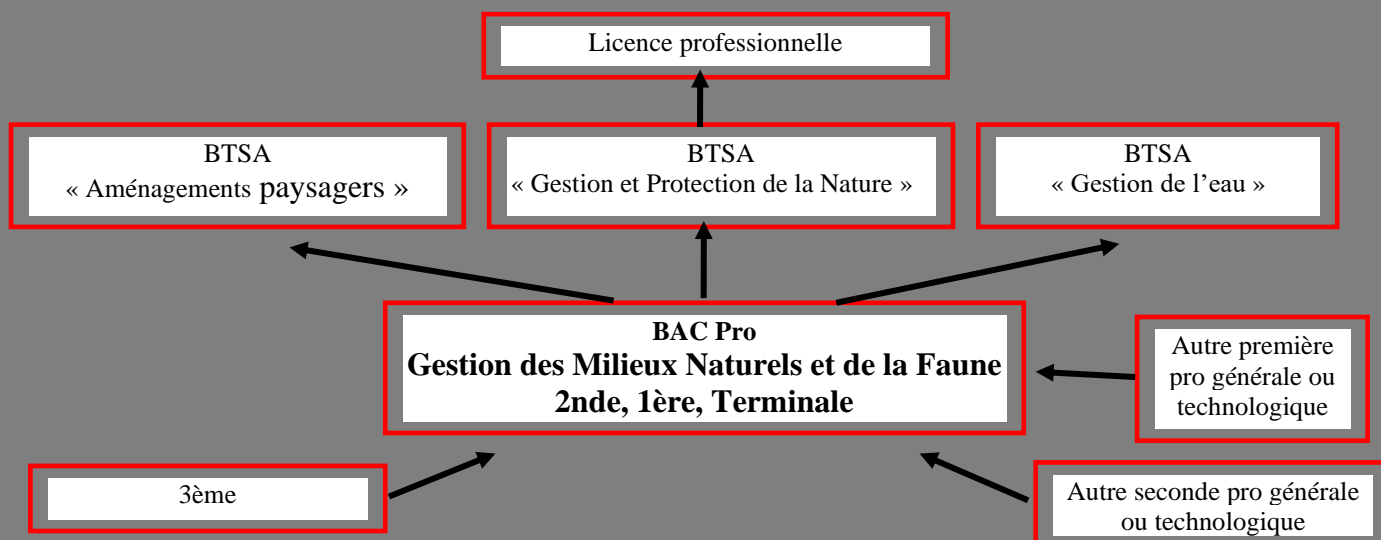 Licence professionnelle
BTSA
« Aménagements paysagers »
BTSA
« Gestion et Protection de la Nature »
BTSA
« Gestion de l’eau »
BAC Pro
Gestion des Milieux Naturels et de la Faune
2nde, 1ère, Terminale
Autre première
pro générale ou
technologique
3ème
Autre seconde pro générale
ou technologique